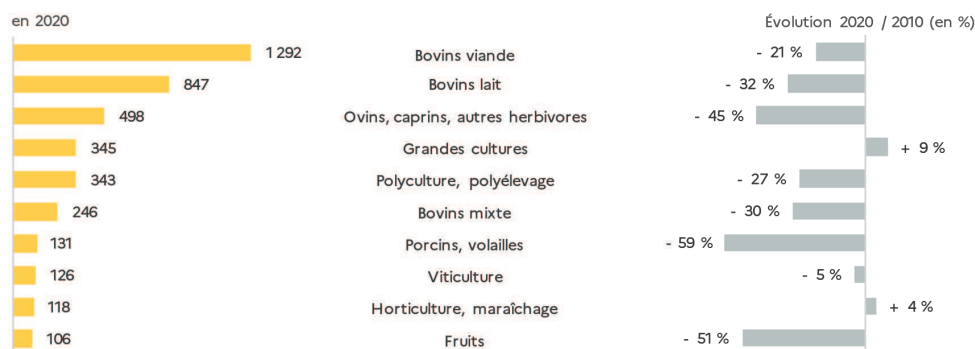 en 2020 Évolution 2020 / 2010 (en %)
1 292 Bovins viande - 21 %
847 Bovins lait - 32 %
498 Ovins, caprins, autres herbivores - 45 %
345 Grandes cultures + 9 %
343 Polyculture, polyélevage - 27 %
246 Bovins mixte - 30 %
131 Porcins, volailles - 59 %
126 Viticulture - 5 %
118 Horticulture, maraîchage + 4 %
106 Fruits - 51 %